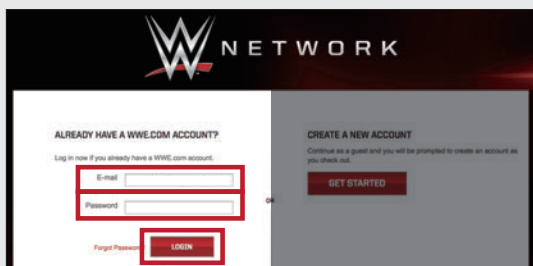 W NETWORK
ALREADY HAVE A WWE.COM ACCOUNT?
Log in now if you already have a WWE.com account.
E-mail
Password
Forgot Password?
LOGIN
OR
CREATE A NEW ACCOUNT
Continue as a guest and you will be prompted to create an account as
you check out.
GET STARTED